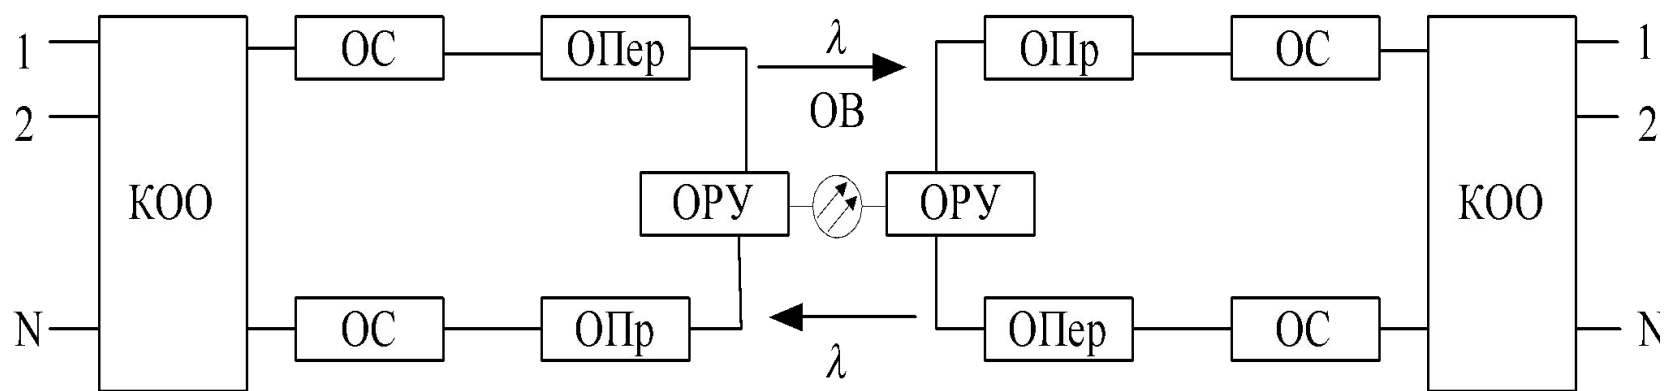 1 ОС ОПер λ ОПр ОС 1
2 ОВ 2
КОО ОРУ ОРУ КОО
N ОС ОПр λ ОПер ОС N